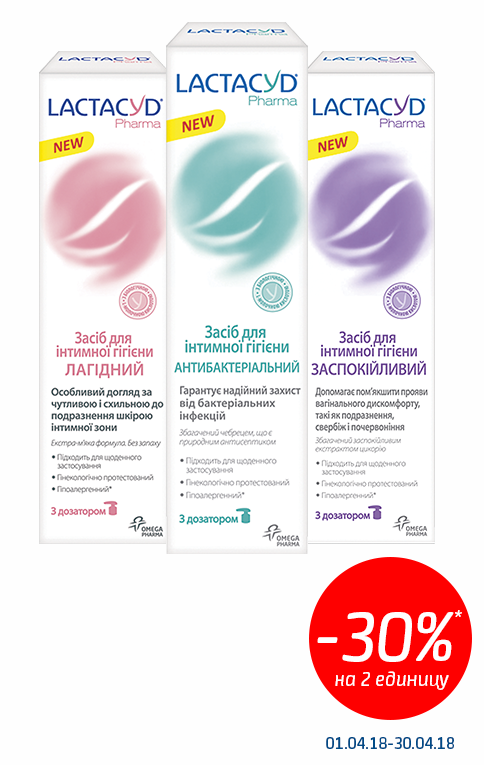 LACTACYD
Pharma
NEW
Засіб для
інтимної гігієни
ЛАГІДНИЙ
Особливий догляд за
чутливою і схильною до
подразнення шкірою
інтимної зони
Екстра-м'яка формула. Без запаху
• Підходить для щоденного
застосування
• Гінекологічно протестований
• Гіпоалергенний*
З дозатором
OMEGA
PHARMA
LACTACYD®
Pharma
NEW
Засіб для
інтимної гігієни
АНТИБАКТЕРІАЛЬНИЙ
Гарантує надійний захист
від бактеріальних
інфекцій
Збагачений чебрецем, що є
природним антисептиком
• Підходить для щоденного
застосування
• Гінекологічно протестований
• Гіпоалергенний*
З дозатором
OMEGA
PHARMA
LACTACYD®
Pharma
NEW
Засіб для
інтимної гігієни
ЗАСПОКІЙЛИВИЙ
Допомагає пом'якшити прояви
вагінального дискомфорту,
такі як подразнення,
свербіж і почервоніння
Збагачений заспокійливим
екстрактом цикорію
• Підходить для щоденного
застосування
• Гінекологічно протестований
• Гіпоалергенний*
З дозатором
OMEGA
PHARMA
-30%*
на 2 единицу
01.04.18-30.04.18